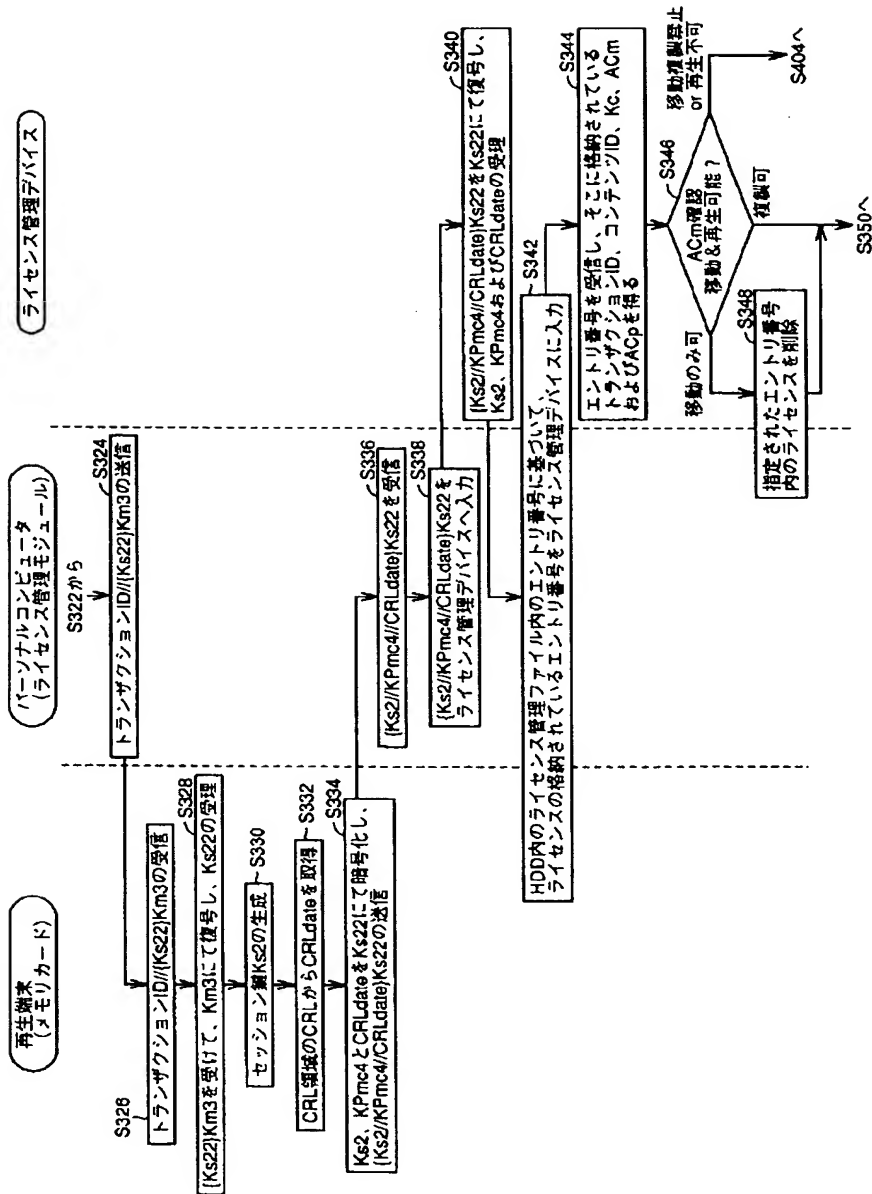 再生端末
(メモリカード)
パーソナルコンピュータ
(ライセンス管理モジュール)
ライセンス管理デバイス
S322から
S324
トランザクションID//{Ks22}Km3の送信
S326
トランザクションID//{Ks22}Km3の受信
S328
{Ks22}Km3を受けて、Km3にて復号し、Ks22の受理
S330
セッション鍵Ks2の生成
S332
CRL領域のCRLからCRLdateを取得
S334
Ks2、KPmc4とCRLdateをKs22にて暗号化し、
{Ks2//KPmc4//CRLdate}Ks22の送信
S336
{Ks2//KPmc4//CRLdate}Ks22を受信
S338
{Ks2//KPmc4//CRLdate}Ks22を
ライセンス管理デバイスへ入力
S340
{Ks2//KPmc4//CRLdate}Ks22をKs22にて復号し、
Ks2、KPmc4およびCRLdateの受理
S342
HDD内のライセンス管理ファイル内のエントリ番号に基づいて、
ライセンスの格納されているエントリ番号をライセンス管理デバイスに入力
S344
エントリ番号を受信し、そこに格納されている
トランザクションID、コンテンツID、Kc、ACm
およびACpを得る
S346
ACm確認
移動&再生可能?
移動複製禁止
or 再生不可
S404へ
移動のみ可
複製可
S348
指定されたエントリ番号
内のライセンスを削除
S350へ